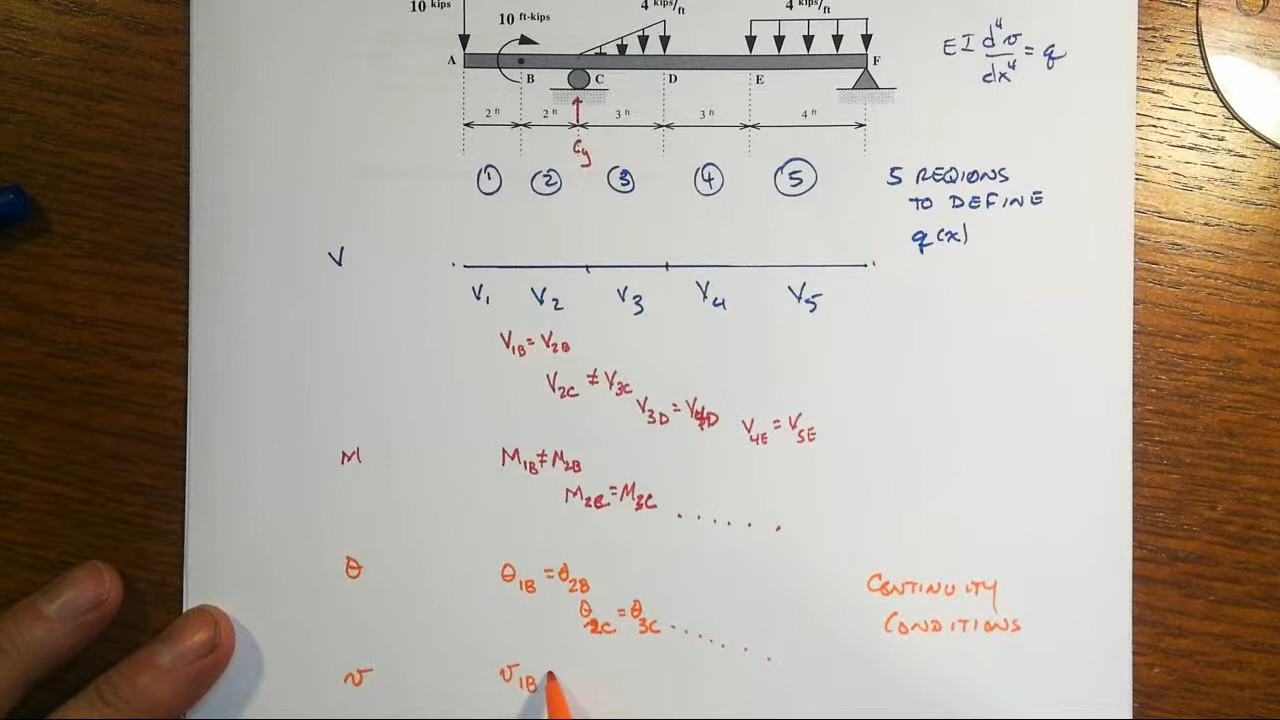 10 kips
10 ft-kips
4 kips/ft
4 kips/ft
EI d⁴v/dx⁴ = q
A B C D E F
2 ft 2 ft 3 ft 3 ft 4 ft
Cy
1 2 3 4 5
5 REGIONS
TO DEFINE
q(x)
V
V1 V2 V3 V4 V5
V1B = V2B
V2C ≠ V3C
V3D = V4D
V4E = V5E
M
M1B ≠ M2B
M2C = M3C ......
θ
θ1B = θ2B
θ2C = θ3C ......
CONTINUITY
CONDITIONS
v
v1B